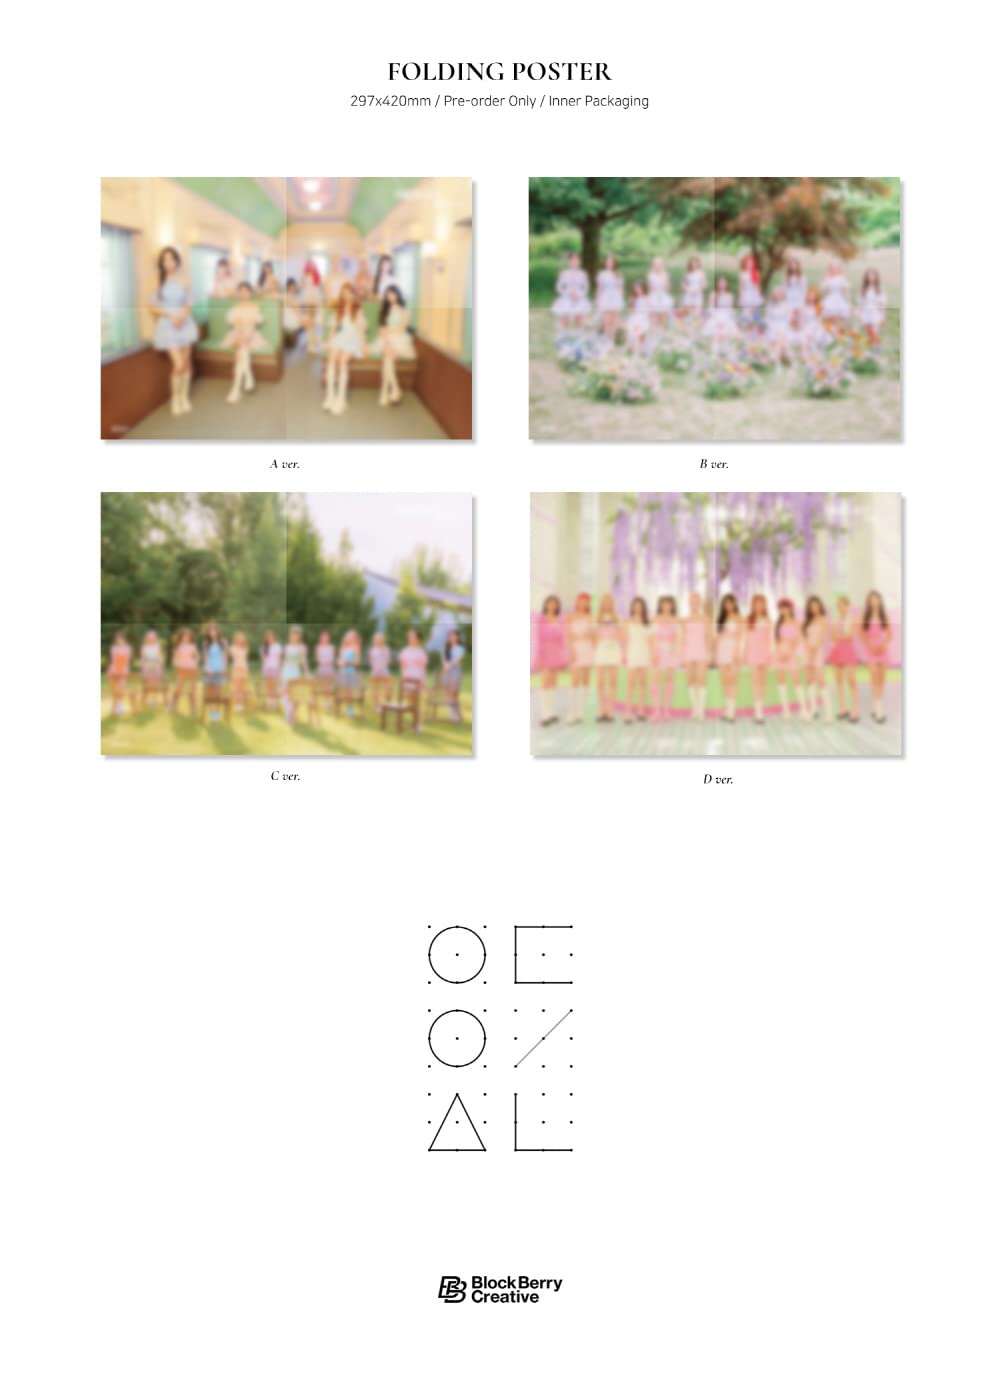 FOLDING POSTER
297x420mm / Pre-order Only / Inner Packaging
A ver.
B ver.
C ver.
D ver.
BlockBerry
Creative